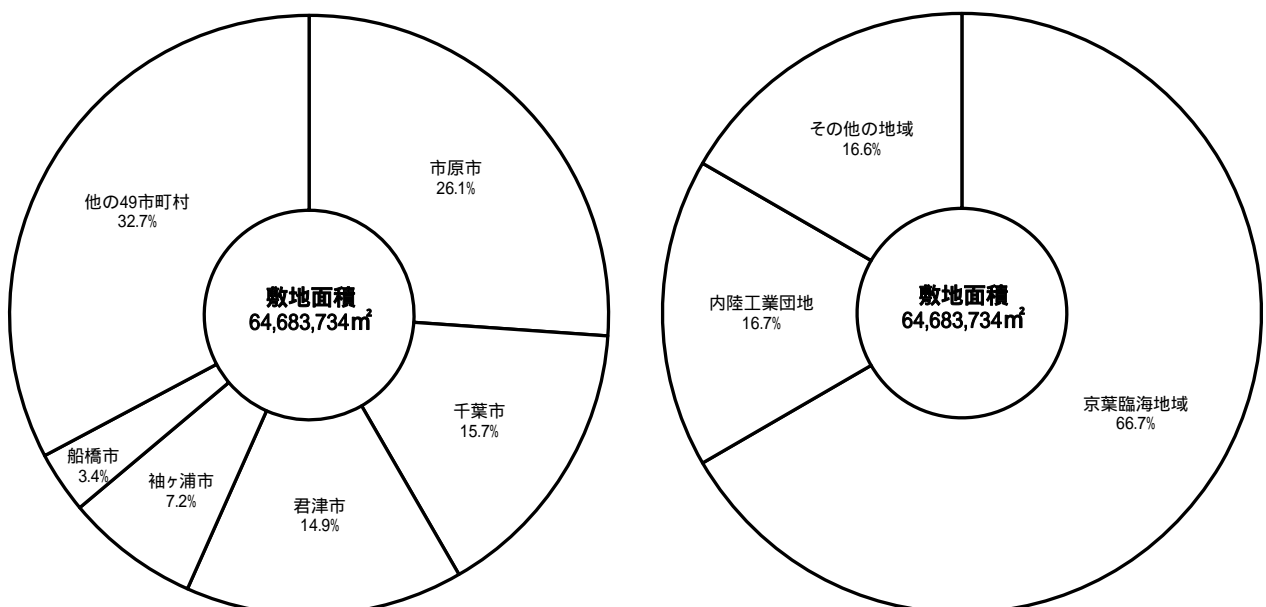 市原市
26.1%
千葉市
15.7%
君津市
14.9%
袖ヶ浦市
7.2%
船橋市
3.4%
他の49市町村
32.7%
敷地面積
64,683,734㎡
京葉臨海地域
66.7%
内陸工業団地
16.7%
その他の地域
16.6%
敷地面積
64,683,734㎡